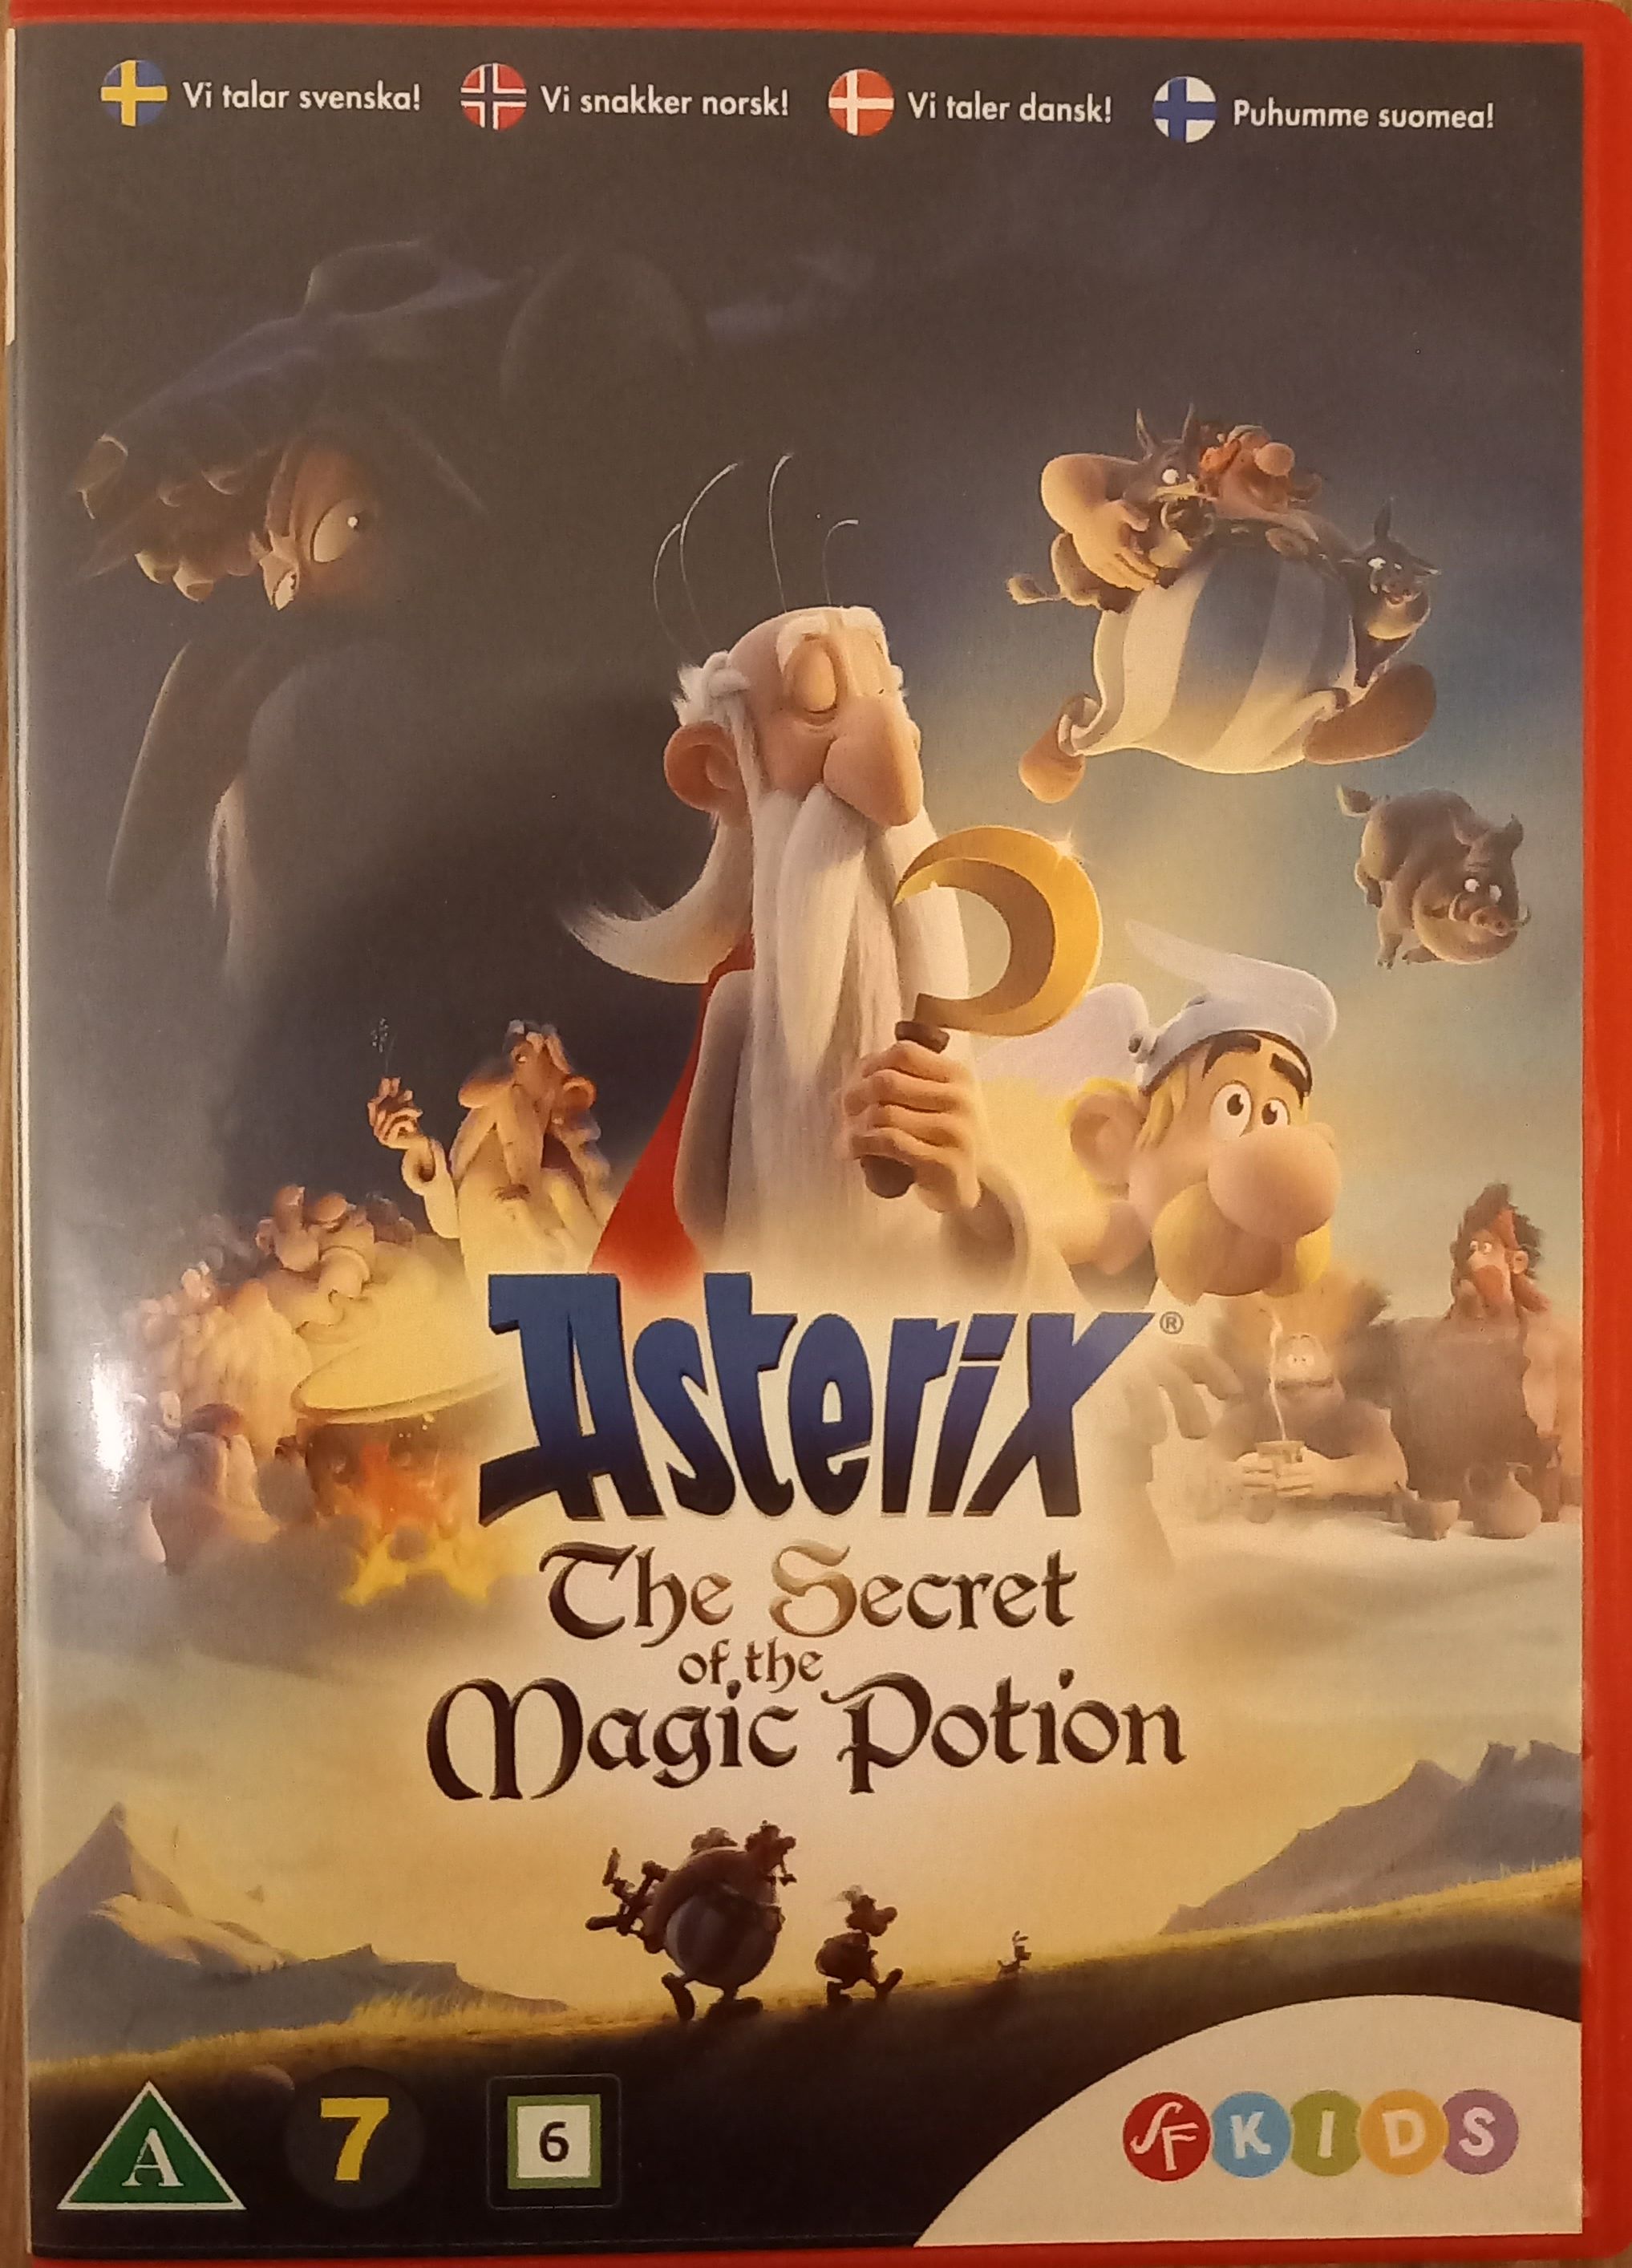 Vi talar svenska! Vi snakker norsk! Vi taler dansk! Puhumme suomea!
Asterix®
The Secret
of the
Magic Potion
A 7 6
SF KIDS